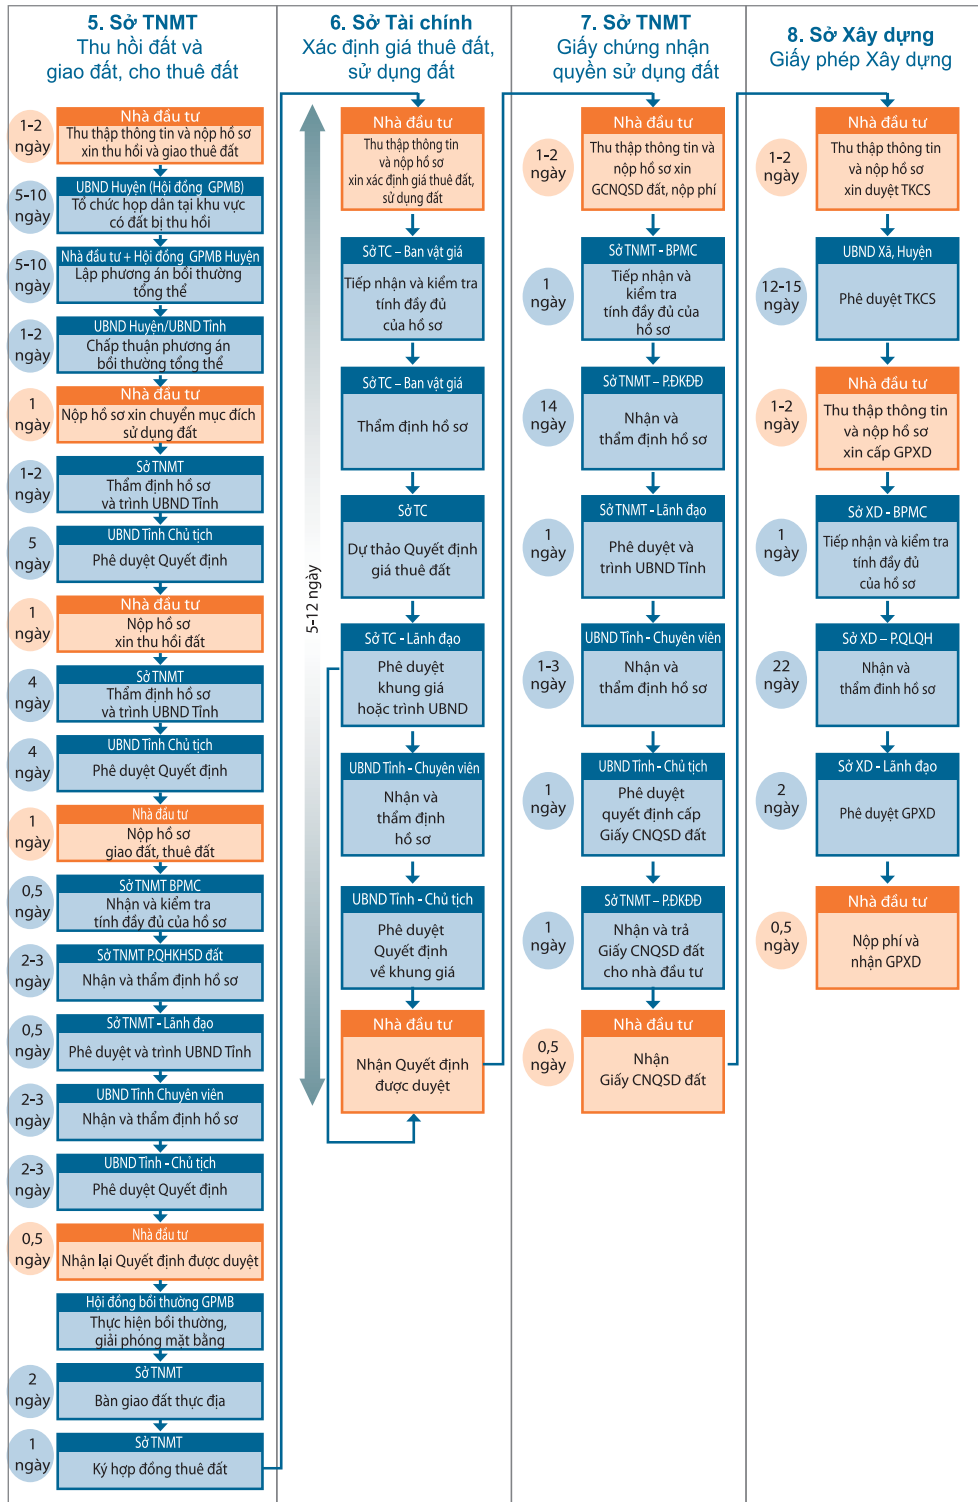 5. Sở TNMT
Thu hồi đất và
giao đất, cho thuê đất
1-2
ngày
Nhà đầu tư
Thu thập thông tin và nộp hồ sơ
xin thu hồi và giao thuê đất
5-10
ngày
UBND Huyện (Hội đồng GPMB)
Tổ chức họp dân tại khu vực
có đất bị thu hồi
5-10
ngày
Nhà đầu tư + Hội đồng GPMB Huyện
Lập phương án bồi thường
tổng thể
1-2
ngày
UBND Huyện/UBND Tỉnh
Chấp thuận phương án
bồi thường tổng thể
1
ngày
Nhà đầu tư
Nộp hồ sơ xin chuyển mục đích
sử dụng đất
1-2
ngày
Sở TNMT
Thẩm định hồ sơ
và trình UBND Tỉnh
5
ngày
UBND Tỉnh Chủ tịch
Phê duyệt Quyết định
1
ngày
Nhà đầu tư
Nộp hồ sơ
xin thu hồi đất
4
ngày
Sở TNMT
Thẩm định hồ sơ
và trình UBND Tỉnh
4
ngày
UBND Tỉnh Chủ tịch
Phê duyệt Quyết định
1
ngày
Nhà đầu tư
Nộp hồ sơ
giao đất, thuê đất
0,5
ngày
Sở TNMT BPMC
Nhận và kiểm tra
tính đầy đủ của hồ sơ
2-3
ngày
Sở TNMT P.QHKHSD đất
Nhận và thẩm định hồ sơ
0,5
ngày
Sở TNMT - Lãnh đạo
Phê duyệt và trình UBND Tỉnh
2-3
ngày
UBND Tỉnh Chuyên viên
Nhận và thẩm định hồ sơ
2-3
ngày
UBND Tỉnh - Chủ tịch
Phê duyệt Quyết định
0,5
ngày
Nhà đầu tư
Nhận lại Quyết định được duyệt
Hội đồng bồi thường GPMB
Thực hiện bồi thường,
giải phóng mặt bằng
2
ngày
Sở TNMT
Bàn giao đất thực địa
1
ngày
Sở TNMT
Ký hợp đồng thuê đất
6. Sở Tài chính
Xác định giá thuê đất,
sử dụng đất
5-12 ngày
Nhà đầu tư
Thu thập thông tin
và nộp hồ sơ
xin xác định giá thuê đất,
sử dụng đất
Sở TC – Ban vật giá
Tiếp nhận và kiểm tra
tính đầy đủ
của hồ sơ
Sở TC – Ban vật giá
Thẩm định hồ sơ
Sở TC
Dự thảo Quyết định
giá thuê đất
Sở TC - Lãnh đạo
Phê duyệt
khung giá
hoặc trình UBND
UBND Tỉnh - Chuyên viên
Nhận và
thẩm định
hồ sơ
UBND Tỉnh - Chủ tịch
Phê duyệt
Quyết định
về khung giá
Nhà đầu tư
Nhận Quyết định
được duyệt
7. Sở TNMT
Giấy chứng nhận
quyền sử dụng đất
1-2
ngày
Nhà đầu tư
Thu thập thông tin và
nộp hồ sơ xin
GCNQSD đất, nộp phí
1
ngày
Sở TNMT - BPMC
Tiếp nhận và
kiểm tra
tính đầy đủ của
hồ sơ
14
ngày
Sở TNMT – P.ĐKĐĐ
Nhận và
thẩm định hồ sơ
1
ngày
Sở TNMT - Lãnh đạo
Phê duyệt và
trình UBND Tỉnh
1-3
ngày
UBND Tỉnh - Chuyên viên
Nhận và
thẩm định hồ sơ
1
ngày
UBND Tỉnh - Chủ tịch
Phê duyệt
quyết định cấp
Giấy CNQSD đất
1
ngày
Sở TNMT – P.ĐKĐĐ
Nhận và trả
Giấy CNQSD đất
cho nhà đầu tư
0,5
ngày
Nhà đầu tư
Nhận
Giấy CNQSD đất
8. Sở Xây dựng
Giấy phép Xây dựng
1-2
ngày
Nhà đầu tư
Thu thập thông tin
và nộp hồ sơ
xin duyệt TKCS
12-15
ngày
UBND Xã, Huyện
Phê duyệt TKCS
1-2
ngày
Nhà đầu tư
Thu thập thông tin
và nộp hồ sơ
xin cấp GPXD
1
ngày
Sở XD - BPMC
Tiếp nhận và kiểm tra
tính đầy đủ
của hồ sơ
22
ngày
Sở XD – P.QLQH
Nhận và
thẩm đinh hồ sơ
2
ngày
Sở XD - Lãnh đạo
Phê duyệt GPXD
0,5
ngày
Nhà đầu tư
Nộp phí và
nhận GPXD